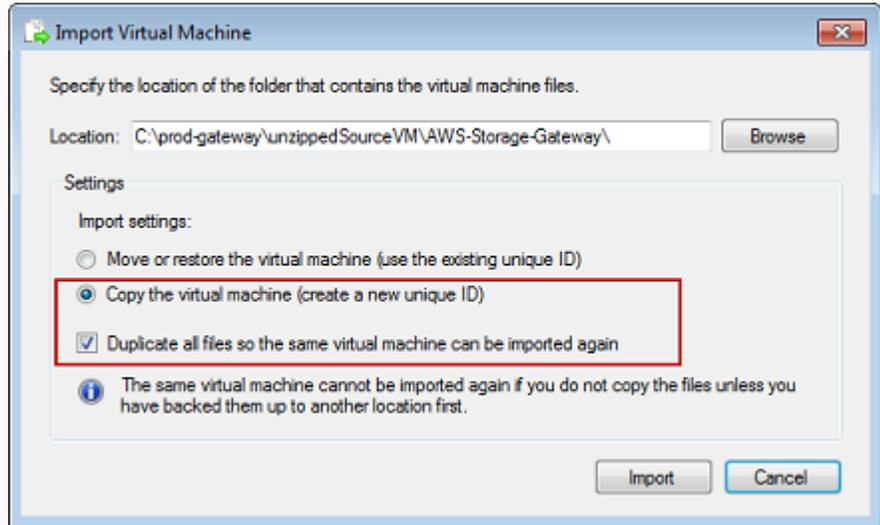 Import Virtual Machine
Specify the location of the folder that contains the virtual machine files.
Location: C:\prod-gateway\unzippedSourceVM\AWS-Storage-Gateway\ Browse
Settings
Import settings:
Move or restore the virtual machine (use the existing unique ID)
Copy the virtual machine (create a new unique ID)
Duplicate all files so the same virtual machine can be imported again
The same virtual machine cannot be imported again if you do not copy the files unless you
have backed them up to another location first.
Import Cancel